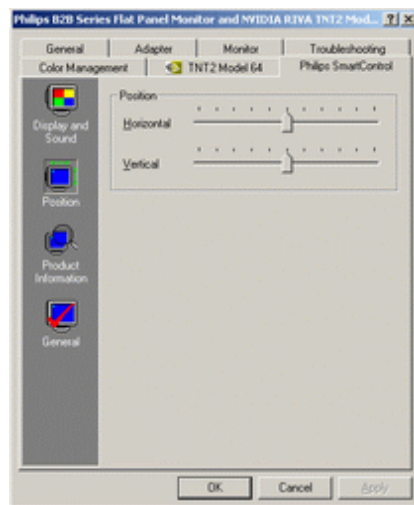 Philips B2B Series Flat Panel Monitor and NVIDIA RIVA TNT2 Mod...
General Adapter Monitor Troubleshooting
Color Management TNT2 Model 64 Philips SmartControl
Display and
Sound
Position
Product
Information
General
Position
Horizontal
Vertical
OK Cancel Apply